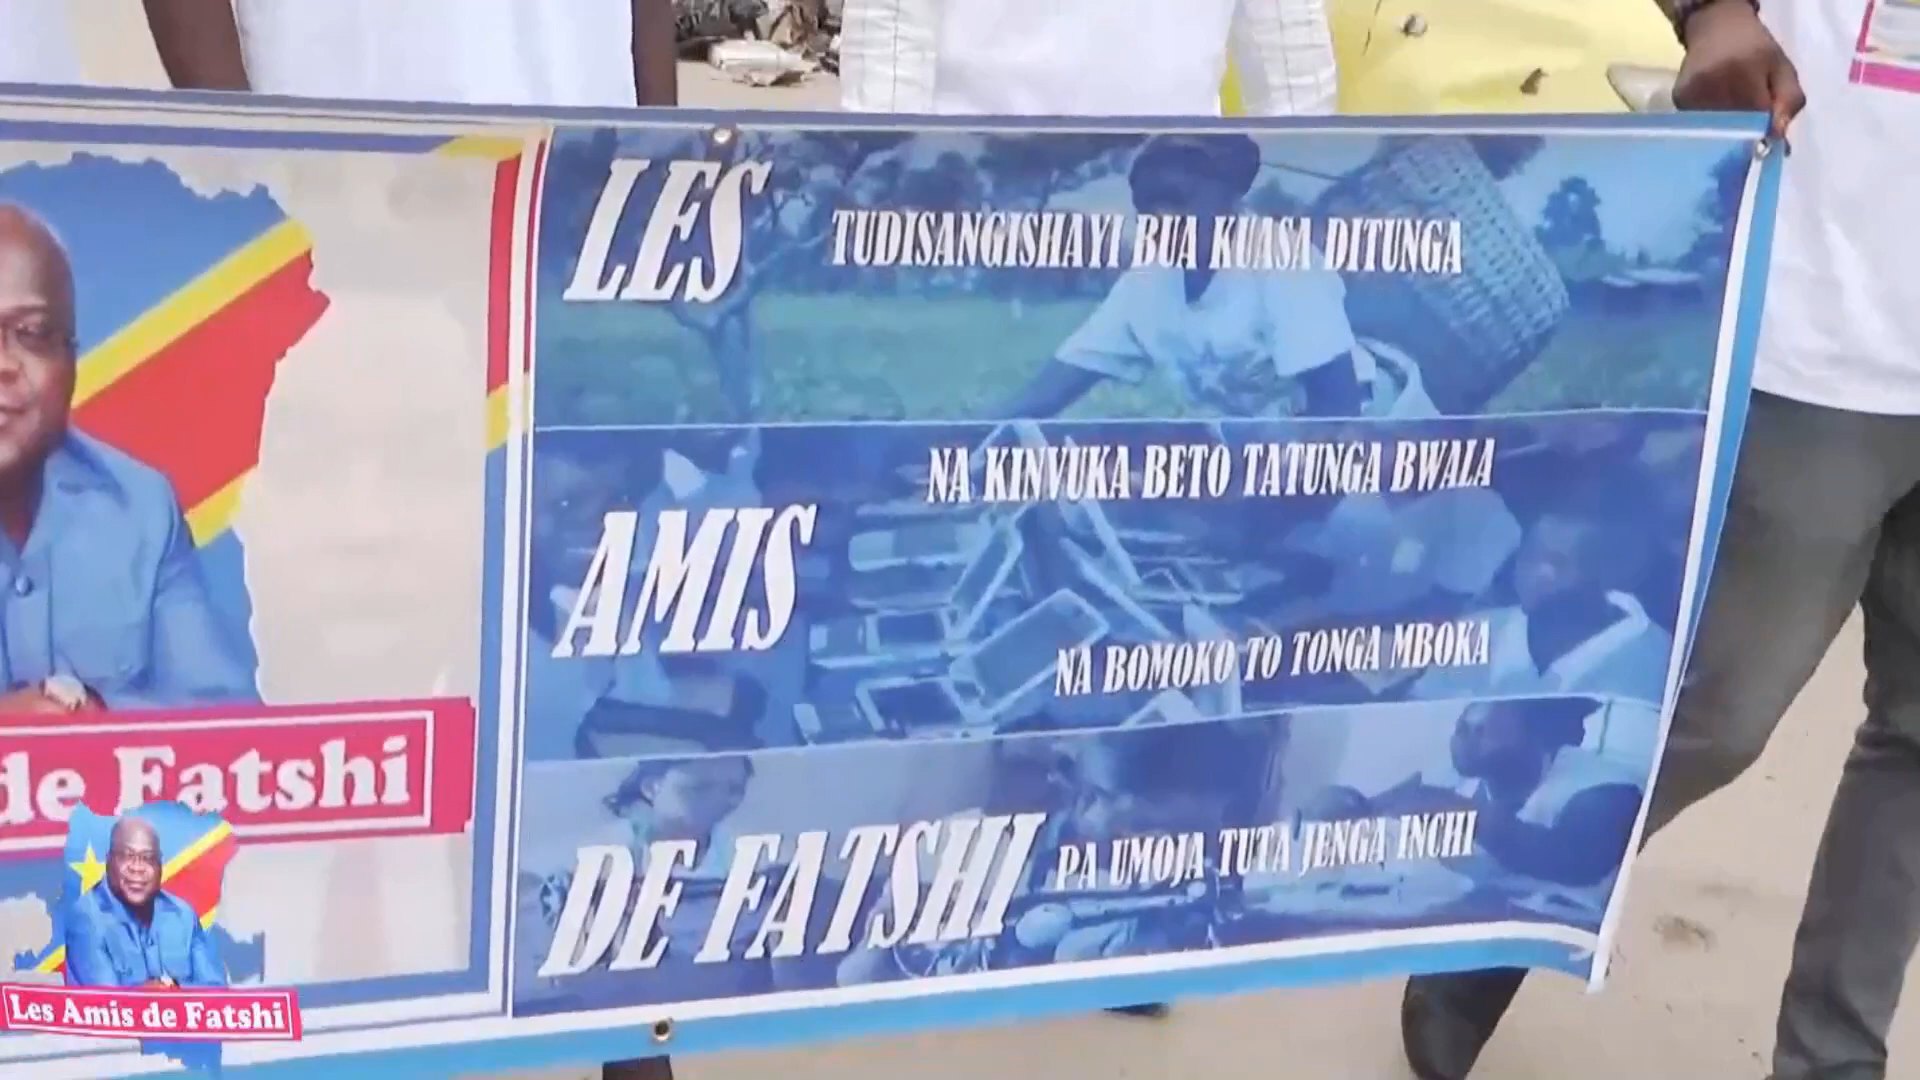 LES
TUDISANGISHAYI BUA KUASA DITUNGA
NA KINVUKA BETO TATUNGA BWALA
AMIS
NA BOMOKO TO TONGA MBOKA
de Fatshi
DE FATSHI
PA UMOJA TUTA JENGA INCHI
Les Amis de Fatshi